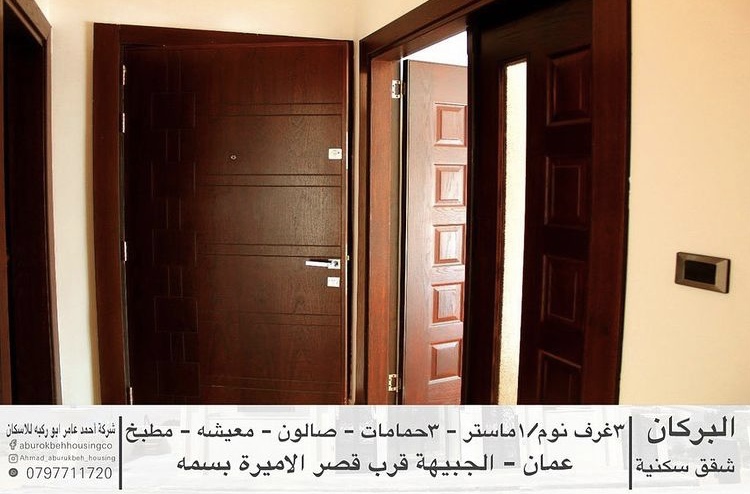 البركان
شقق سكنية
٣غرف نوم/١ماستر - ٣حمامات - صالون - معيشه - مطبخ
عمان - الجبيهة قرب قصر الاميرة بسمه
شركة أحمد عامر ابو ركبه للاسكان
aburokbehhousingco
Ahmad_aburukbeh_housing
0797711720